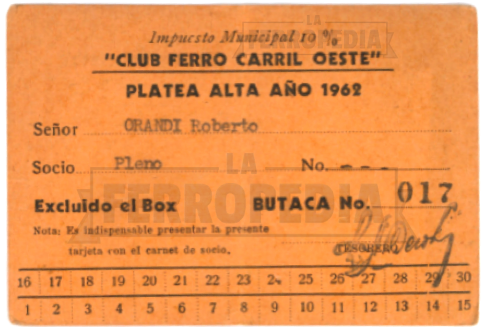 LA
FERROPEDIA
Impuesto Municipal 10 %
"CLUB FERRO CARRIL OESTE"
PLATEA ALTA AÑO 1962
Señor GRANDI Roberto
Socio Pleno No. - - -
LA
FERROPEDIA
Excluido el Box BUTACA No. 017
Nota: Es indispensable presentar la presente
tarjeta con el carnet de socio.
TESORERO
16 17 18 19 20 21 22 23 24 25 26 27 28 29 30
1 2 3 4 5 6 7 8 9 10 11 12 13 14 15